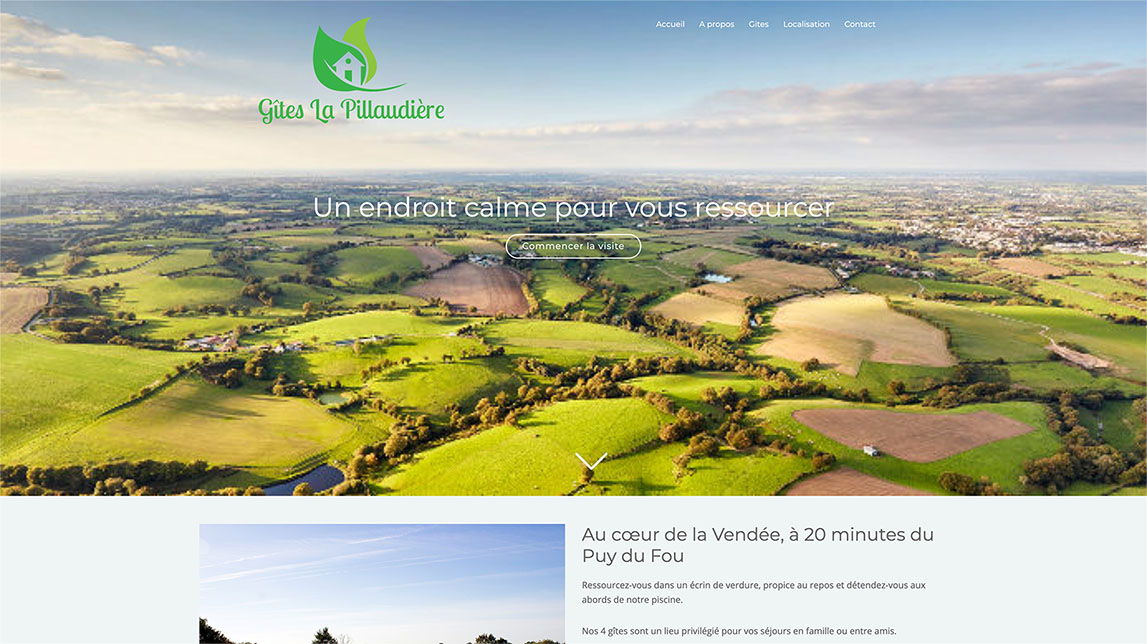 Accueil A propos Gites Localisation Contact
Gîtes La Pillaudière
Un endroit calme pour vous ressourcer
Commencer la visite
Au cœur de la Vendée, à 20 minutes du
Puy du Fou
Ressourcez-vous dans un écrin de verdure, propice au repos et détendez-vous aux
abords de notre piscine.
Nos 4 gîtes sont un lieu privilégié pour vos séjours en famille ou entre amis.